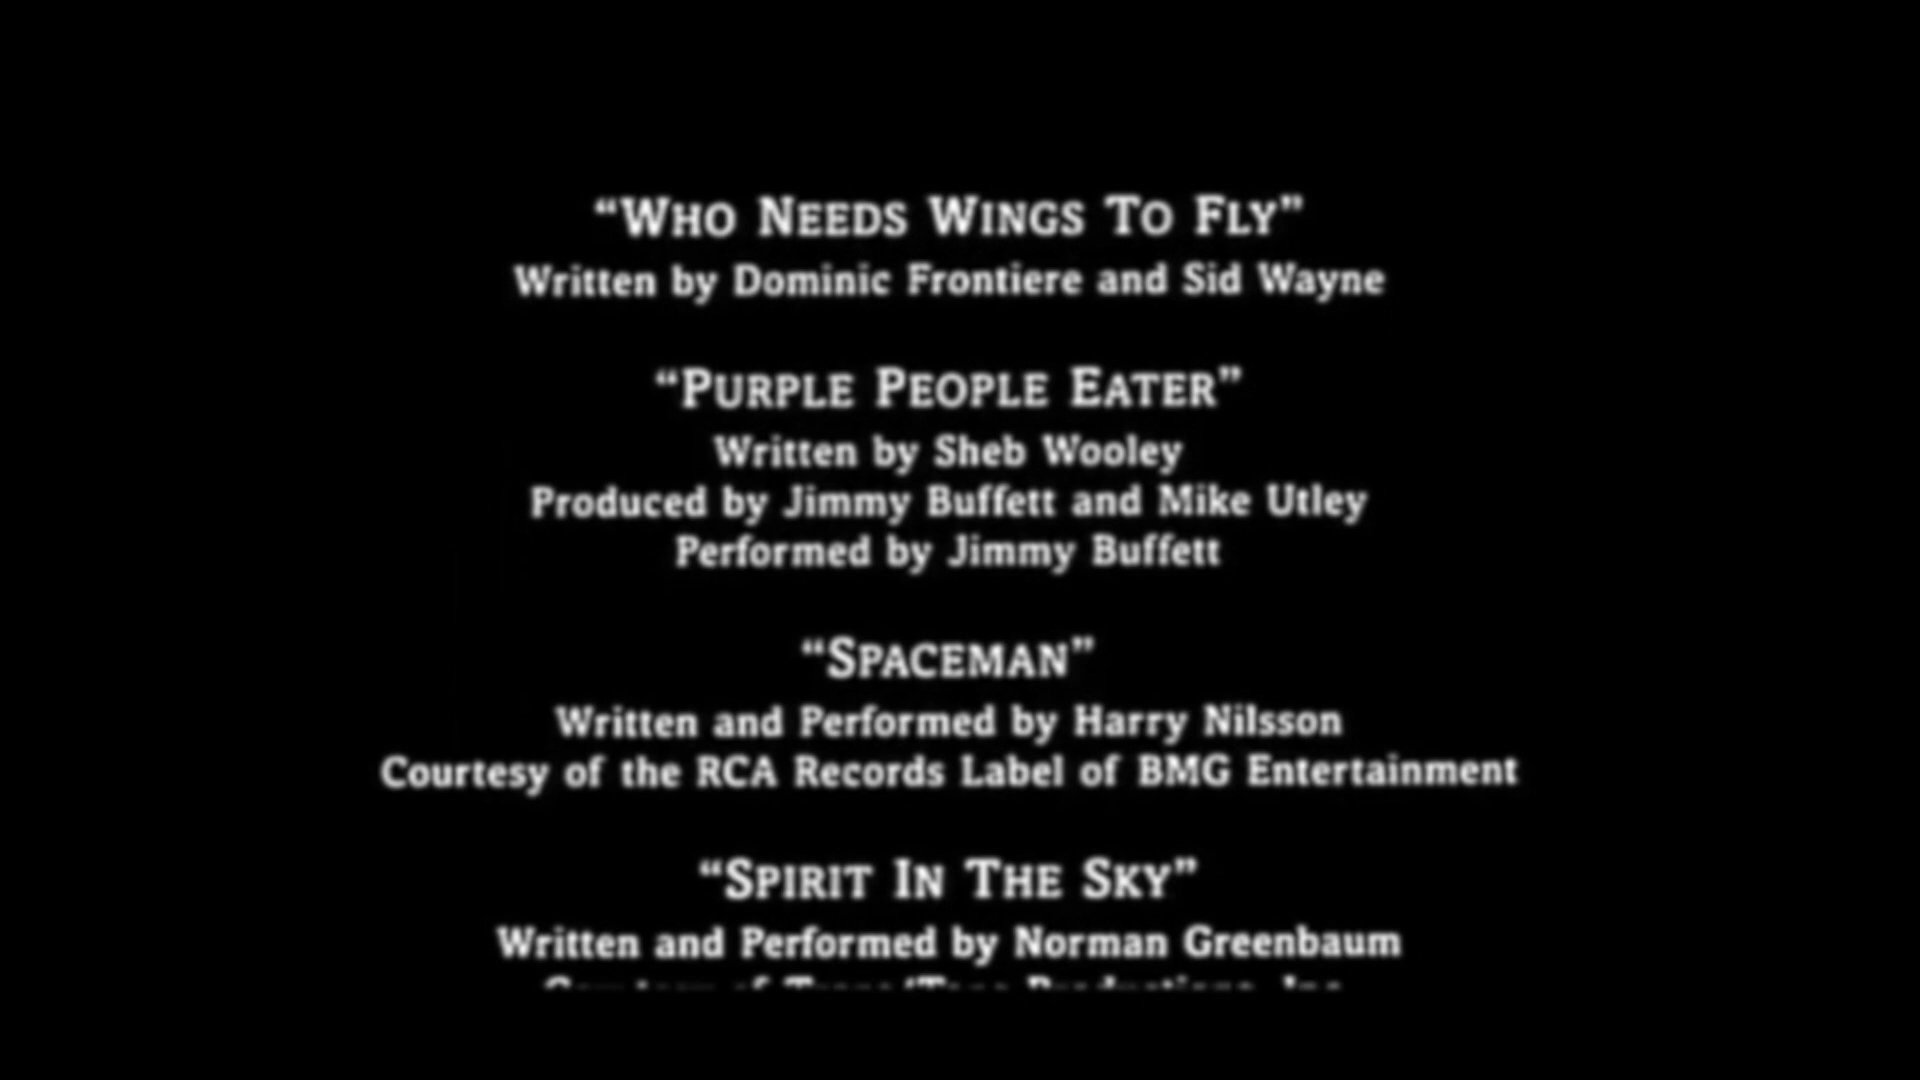 “WHO NEEDS WINGS TO FLY”
Written by Dominic Frontiere and Sid Wayne
“PURPLE PEOPLE EATER”
Written by Sheb Wooley
Produced by Jimmy Buffett and Mike Utley
Performed by Jimmy Buffett
“SPACEMAN”
Written and Performed by Harry Nilsson
Courtesy of the RCA Records Label of BMG Entertainment
“SPIRIT IN THE SKY”
Written and Performed by Norman Greenbaum